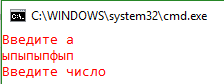 C:\WINDOWS\system32\cmd.exe
Введите а
ыпыпыпфып
Введите число